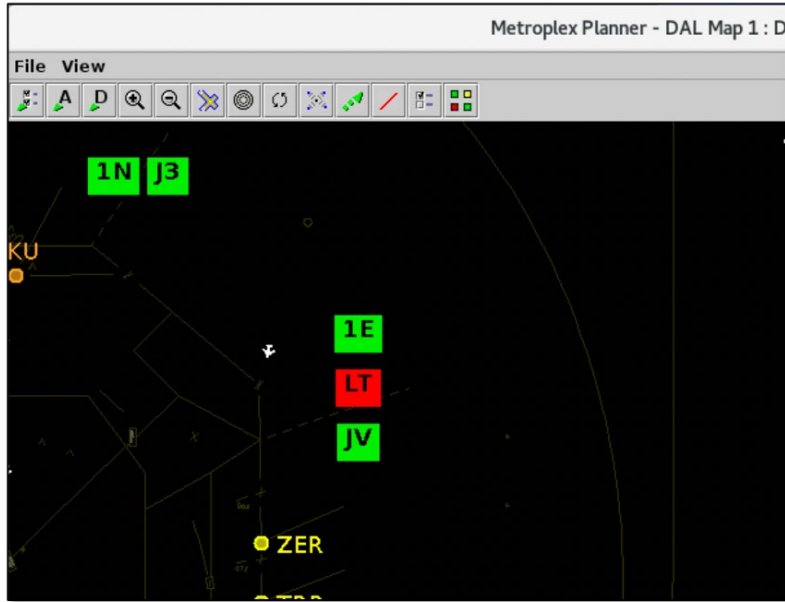 Metroplex Planner - DAL Map 1 : D
File View
A D
1N J3
KU
1E
LT
JV
ZER